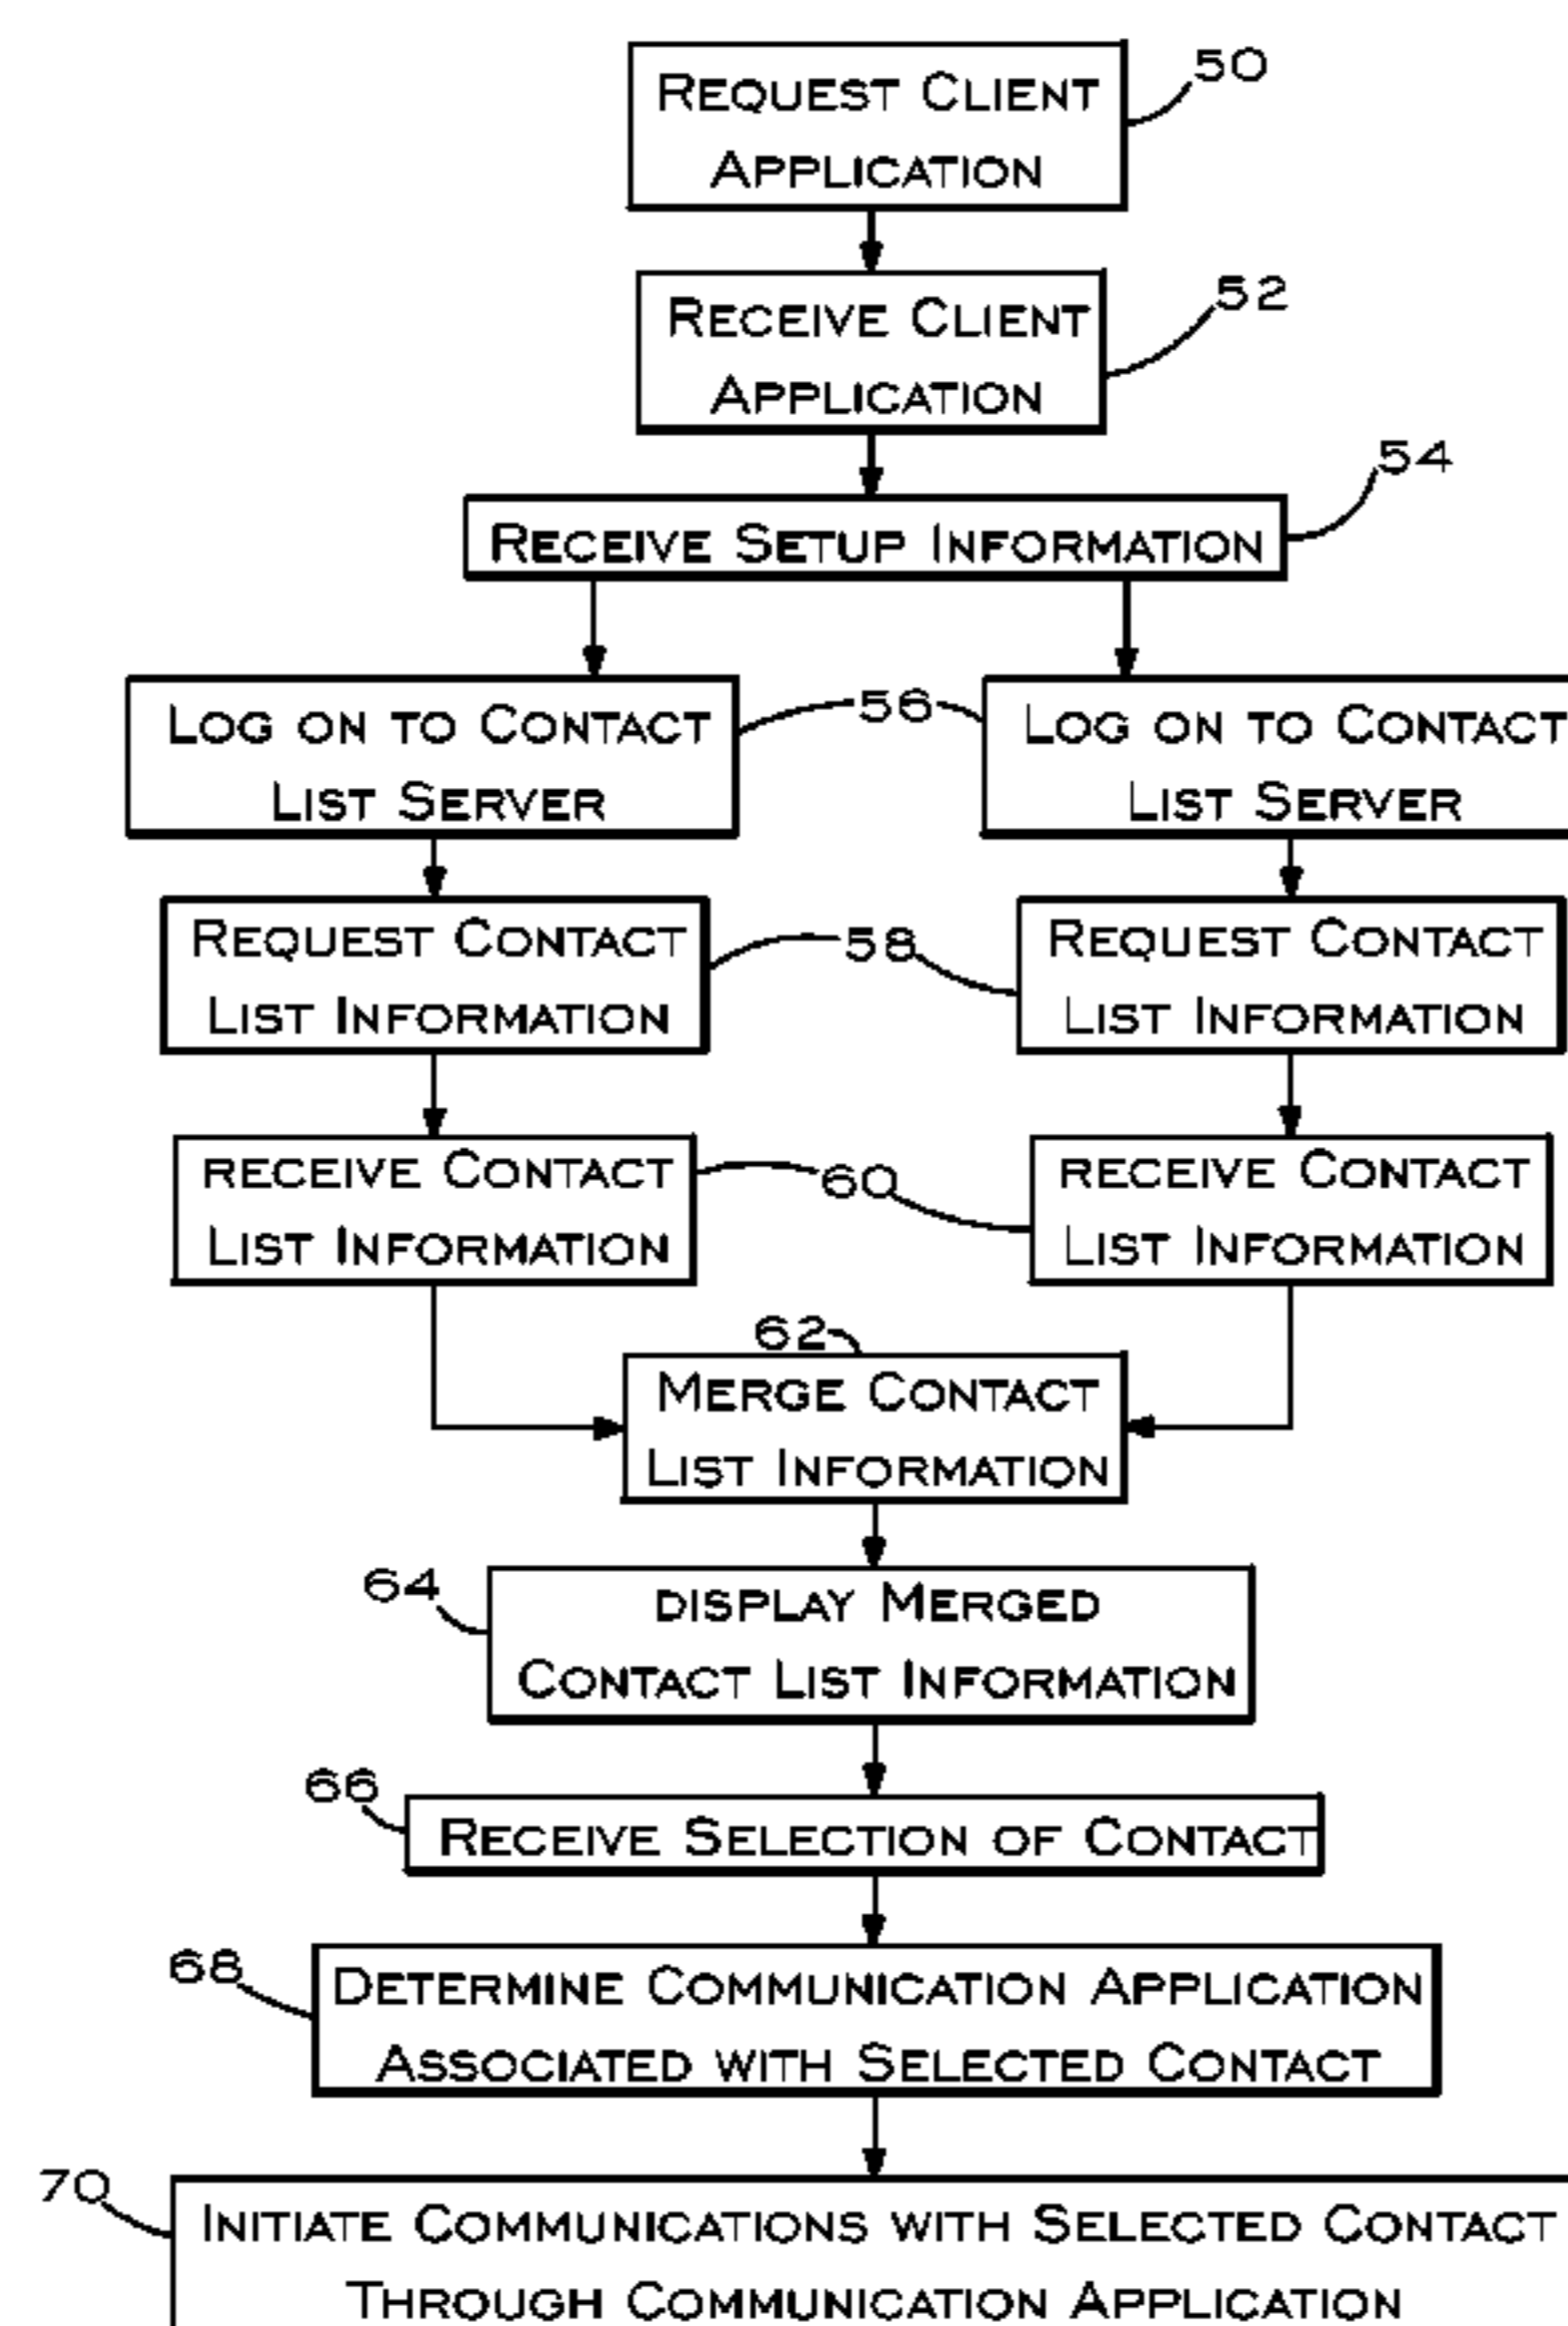 REQUEST CLIENT
APPLICATION
50
RECEIVE CLIENT
APPLICATION
52
54
RECEIVE SETUP INFORMATION
LOG ON TO CONTACT
LIST SERVER
56
LOG ON TO CONTACT
LIST SERVER
REQUEST CONTACT
LIST INFORMATION
58
REQUEST CONTACT
LIST INFORMATION
RECEIVE CONTACT
LIST INFORMATION
60
RECEIVE CONTACT
LIST INFORMATION
62
MERGE CONTACT
LIST INFORMATION
64
DISPLAY MERGED
CONTACT LIST INFORMATION
66
RECEIVE SELECTION OF CONTACT
68
DETERMINE COMMUNICATION APPLICATION
ASSOCIATED WITH SELECTED CONTACT
70
INITIATE COMMUNICATIONS WITH SELECTED CONTACT
THROUGH COMMUNICATION APPLICATION